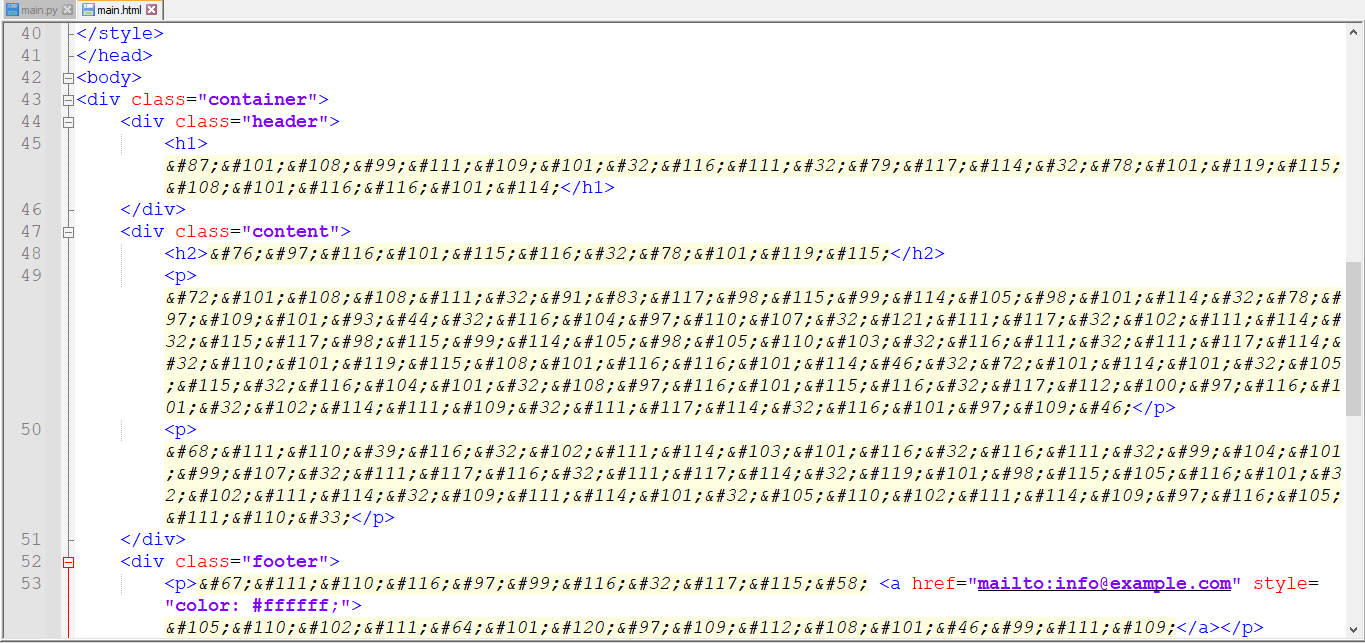 main.py main.html
40 </style>
41 </head>
42 <body>
43 <div class="container">
44 <div class="header">
45 <h1>
&#87;&#101;&#108;&#99;&#111;&#109;&#101;&#32;&#116;&#111;&#32;&#79;&#117;&#114;&#32;&#78;&#101;&#119;&#115;
&#108;&#101;&#116;&#116;&#101;&#114;</h1>
46 </div>
47 <div class="content">
48 <h2>&#76;&#97;&#116;&#101;&#115;&#116;&#32;&#78;&#101;&#119;&#115;</h2>
49 <p>
&#72;&#101;&#108;&#108;&#111;&#32;&#91;&#83;&#117;&#98;&#115;&#99;&#114;&#105;&#98;&#101;&#114;&#32;&#78;&#
97;&#109;&#101;&#93;&#44;&#32;&#116;&#104;&#97;&#110;&#107;&#32;&#121;&#111;&#117;&#32;&#102;&#111;&#114;&#
32;&#115;&#117;&#98;&#115;&#99;&#114;&#105;&#98;&#105;&#110;&#103;&#32;&#116;&#111;&#32;&#111;&#117;&#114;&
#32;&#110;&#101;&#119;&#115;&#108;&#101;&#116;&#116;&#101;&#114;&#46;&#32;&#72;&#101;&#114;&#101;&#32;&#105
;&#115;&#32;&#116;&#104;&#101;&#32;&#108;&#97;&#116;&#101;&#115;&#116;&#32;&#117;&#112;&#100;&#97;&#116;&#1
01;&#32;&#102;&#114;&#111;&#109;&#32;&#111;&#117;&#114;&#32;&#116;&#101;&#97;&#109;&#46;</p>
50 <p>
&#68;&#111;&#110;&#39;&#116;&#32;&#102;&#111;&#114;&#103;&#101;&#116;&#32;&#116;&#111;&#32;&#99;&#104;&#101
;&#99;&#107;&#32;&#111;&#117;&#116;&#32;&#111;&#117;&#114;&#32;&#119;&#101;&#98;&#115;&#105;&#116;&#101;&#3
2;&#102;&#111;&#114;&#32;&#109;&#111;&#114;&#101;&#32;&#105;&#110;&#102;&#111;&#114;&#109;&#97;&#116;&#105;
&#111;&#110;&#33;</p>
51 </div>
52 <div class="footer">
53 <p>&#67;&#111;&#110;&#116;&#97;&#99;&#116;&#32;&#117;&#115;&#58; <a href="mailto:info@example.com" style=
"color: #ffffff;">
&#105;&#110;&#102;&#111;&#64;&#101;&#120;&#97;&#109;&#112;&#108;&#101;&#46;&#99;&#111;&#109;</a></p>